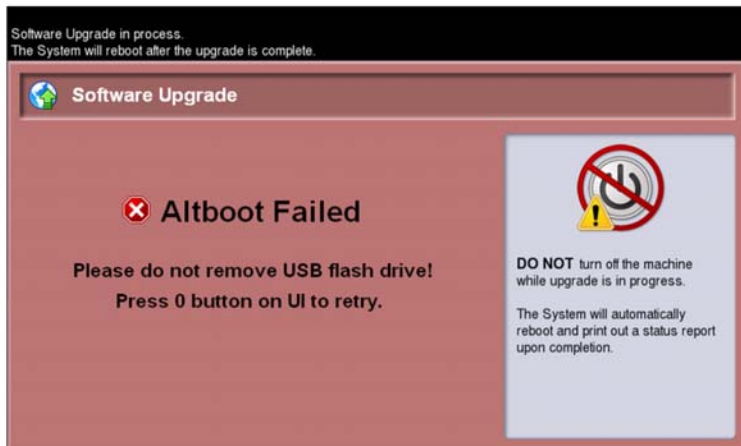 Software Upgrade in process.
The System will reboot after the upgrade is complete.
Software Upgrade
Altboot Failed
Please do not remove USB flash drive!
Press 0 button on UI to retry.
DO NOT turn off the machine
while upgrade is in progress.
The System will automatically
reboot and print out a status report
upon completion.